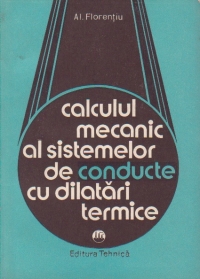 Al. Florențiu
calculul
mecanic
al sistemelor
de conducte
cu dilatări
termice
Editura Tehnică